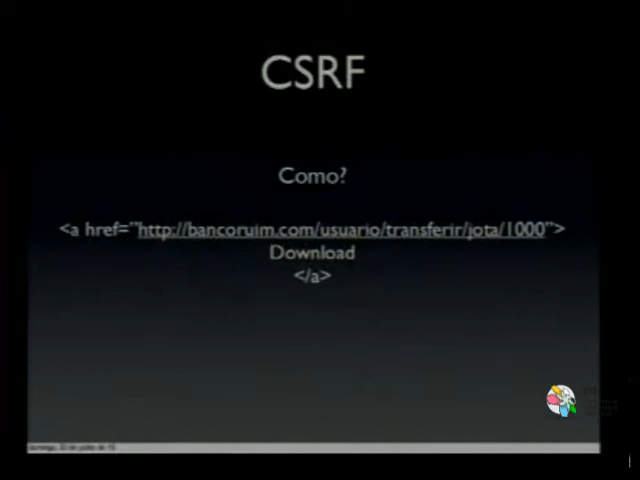 CSRF
Como?
<a href="http://bancoruim.com/usuario/transferir/jota/1000">
Download
</a>